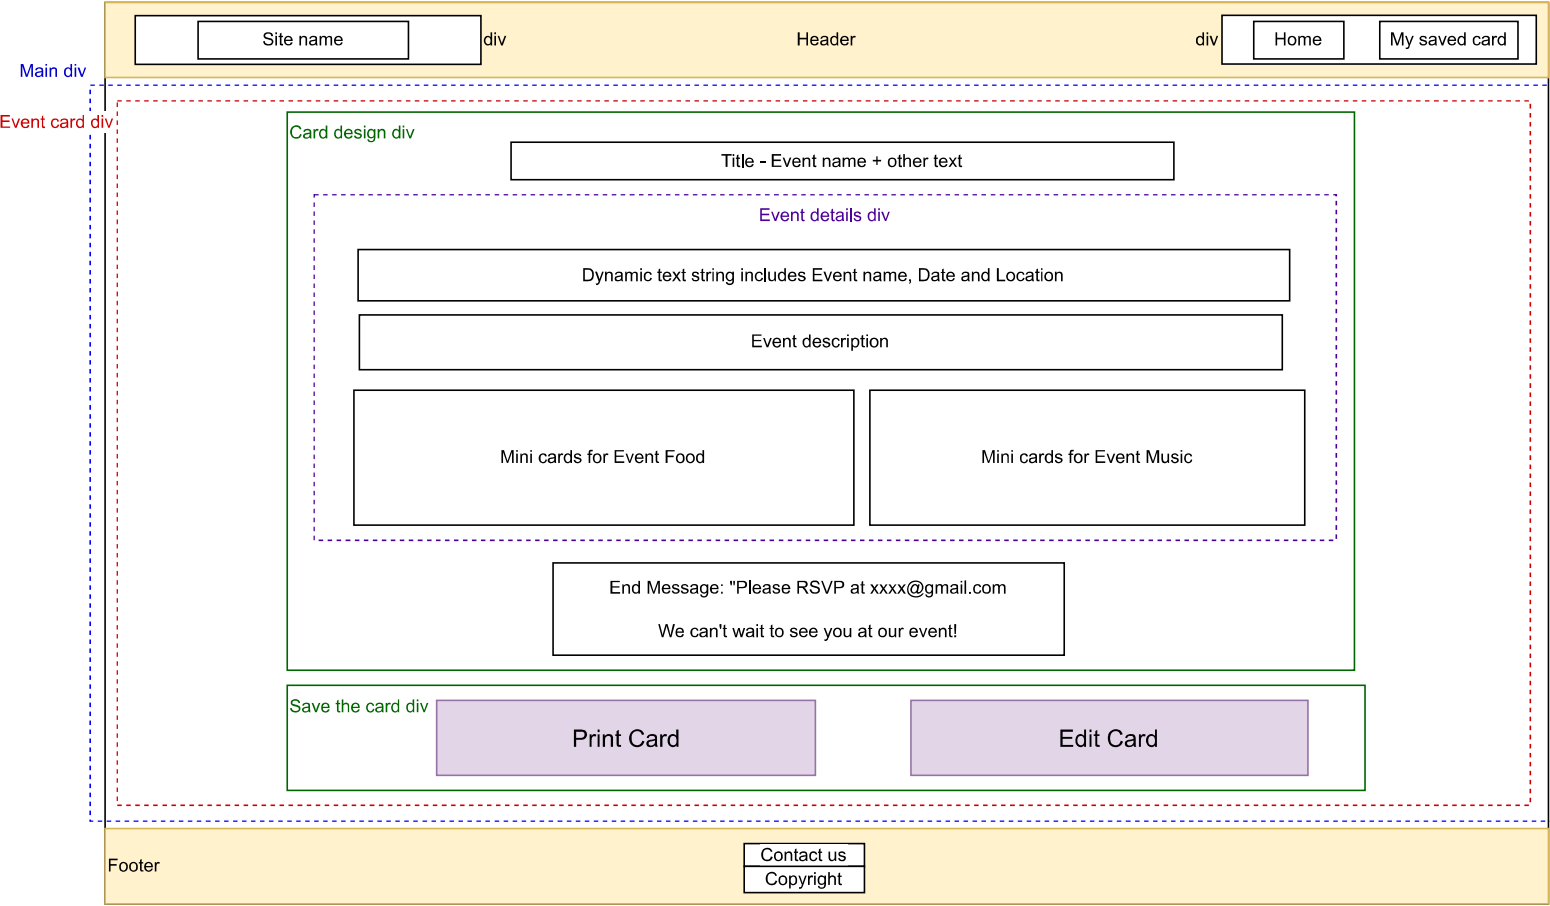 Site name
div
Header
div
Home
My saved card
Main div
Event card div
Card design div
Title - Event name + other text
Event details div
Dynamic text string includes Event name, Date and Location
Event description
Mini cards for Event Food
Mini cards for Event Music
End Message: "Please RSVP at xxxx@gmail.com
We can't wait to see you at our event!
Save the card div
Print Card
Edit Card
Footer
Contact us
Copyright